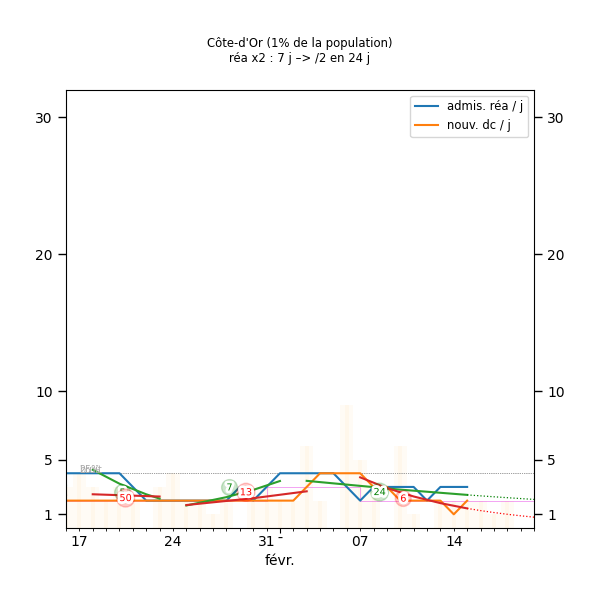 Côte-d'Or (1% de la population)
réa x2 : 7 j –> /2 en 24 j
admis. réa / j
nouv. dc / j
30 30
20 20
10 10
5 5
1 1
7 13 24 6
50
17 24 31 - 07 14
févr.